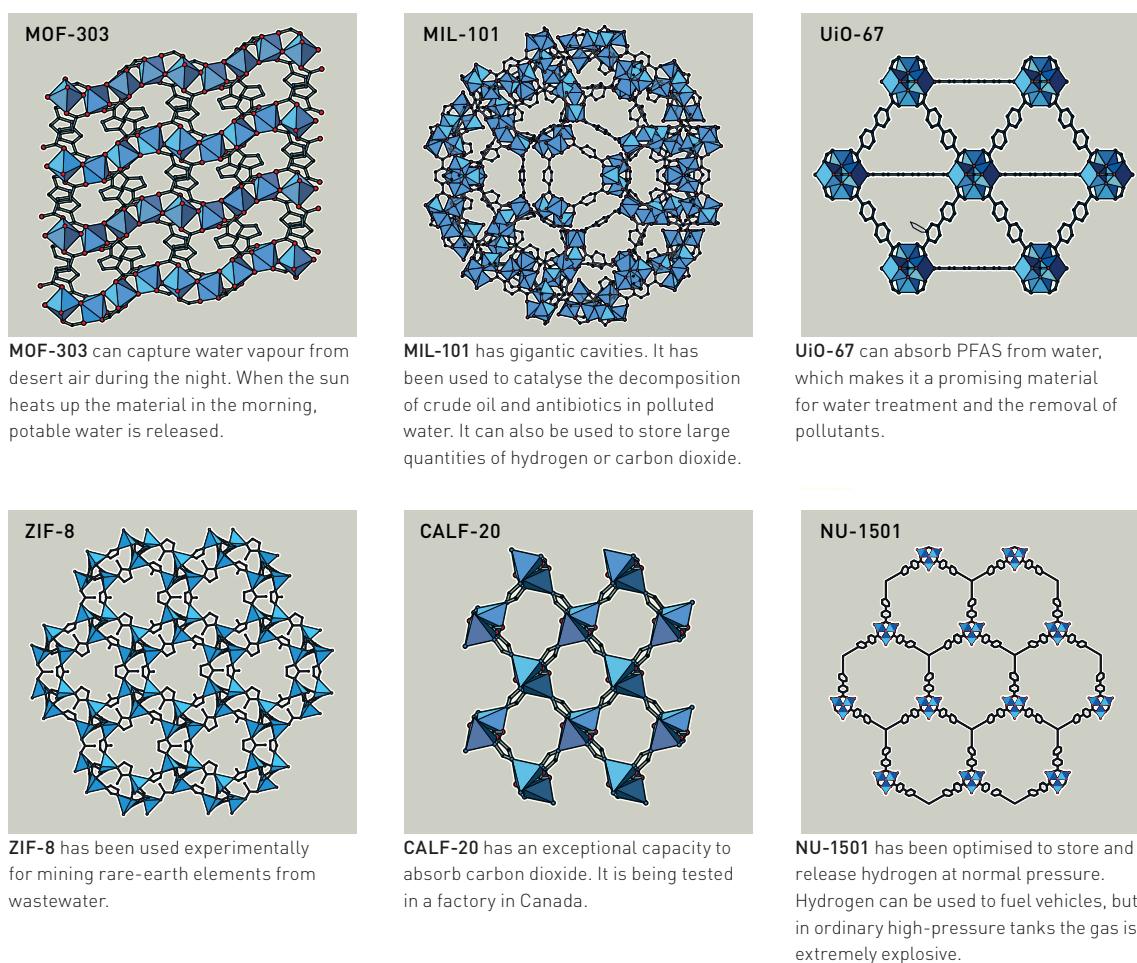 MOF-303
MOF-303 can capture water vapour from
desert air during the night. When the sun
heats up the material in the morning,
potable water is released.
MIL-101
MIL-101 has gigantic cavities. It has
been used to catalyse the decomposition
of crude oil and antibiotics in polluted
water. It can also be used to store large
quantities of hydrogen or carbon dioxide.
UiO-67
UiO-67 can absorb PFAS from water,
which makes it a promising material
for water treatment and the removal of
pollutants.
ZIF-8
ZIF-8 has been used experimentally
for mining rare-earth elements from
wastewater.
CALF-20
CALF-20 has an exceptional capacity to
absorb carbon dioxide. It is being tested
in a factory in Canada.
NU-1501
NU-1501 has been optimised to store and
release hydrogen at normal pressure.
Hydrogen can be used to fuel vehicles, but
in ordinary high-pressure tanks the gas is
extremely explosive.